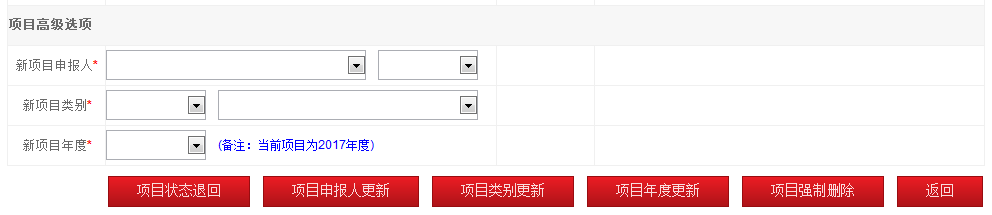 项目高级选项
新项目申报人*
新项目类别*
新项目年度* (备注：当前项目为2017年度)
项目状态退回 项目申报人更新 项目类别更新 项目年度更新 项目强制删除 返回